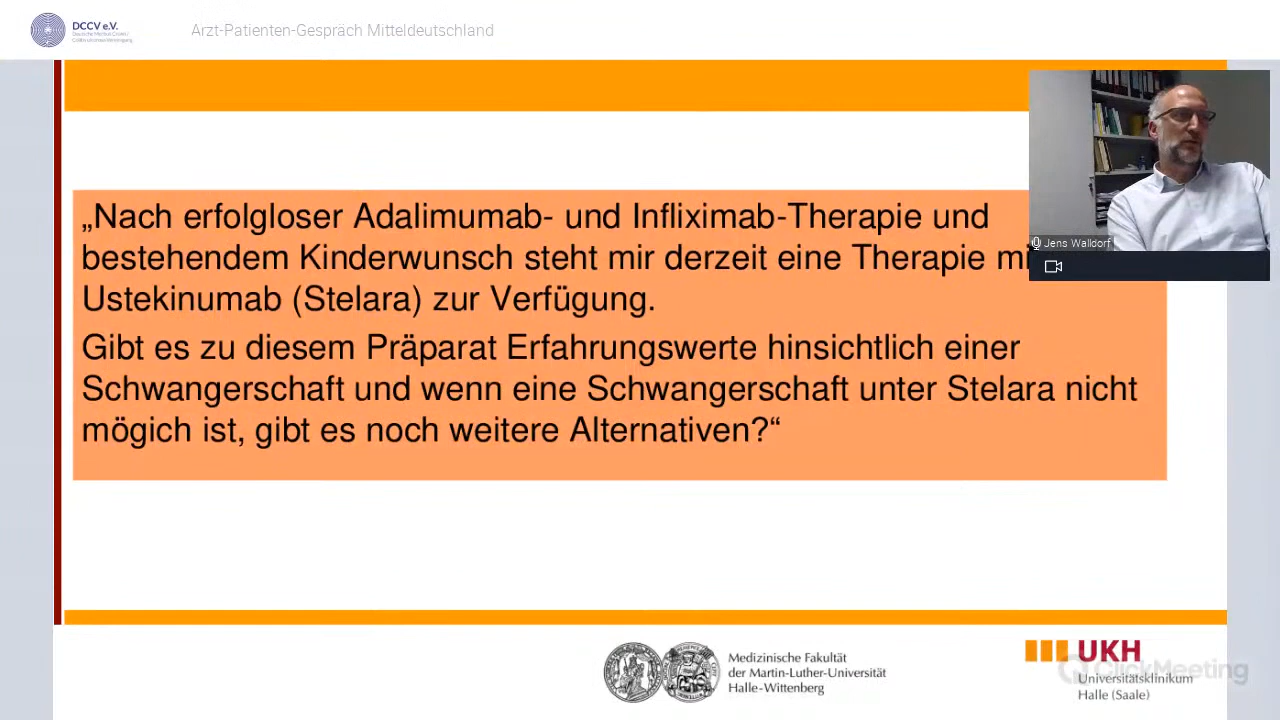 DCCV e.V.
Arzt-Patienten-Gespräch Mitteldeutschland
„Nach erfolgloser Adalimumab- und Infliximab-Therapie und
bestehendem Kinderwunsch steht mir derzeit eine Therapie
Ustekinumab (Stelara) zur Verfügung.
Gibt es zu diesem Präparat Erfahrungswerte hinsichtlich einer
Schwangerschaft und wenn eine Schwangerschaft unter Stelara nicht
mögich ist, gibt es noch weitere Alternativen?“
Jens Walldorf
Medizinische Fakultät
der Martin-Luther-Universität
Halle-Wittenberg
UKH
ClickMeeting
Universitätsklinikum
Halle (Saale)